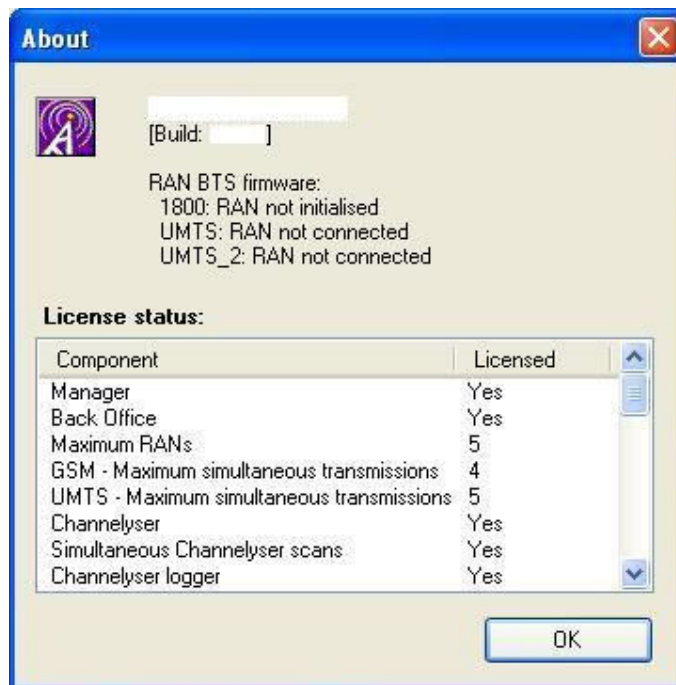 About
[Build: ]
RAN BTS firmware:
1800: RAN not initialised
UMTS: RAN not connected
UMTS_2: RAN not connected
License status:
Component Licensed
Manager Yes
Back Office Yes
Maximum RANs 5
GSM - Maximum simultaneous transmissions 4
UMTS - Maximum simultaneous transmissions 5
Channelyser Yes
Simultaneous Channelyser scans Yes
Channelyser logger Yes
OK